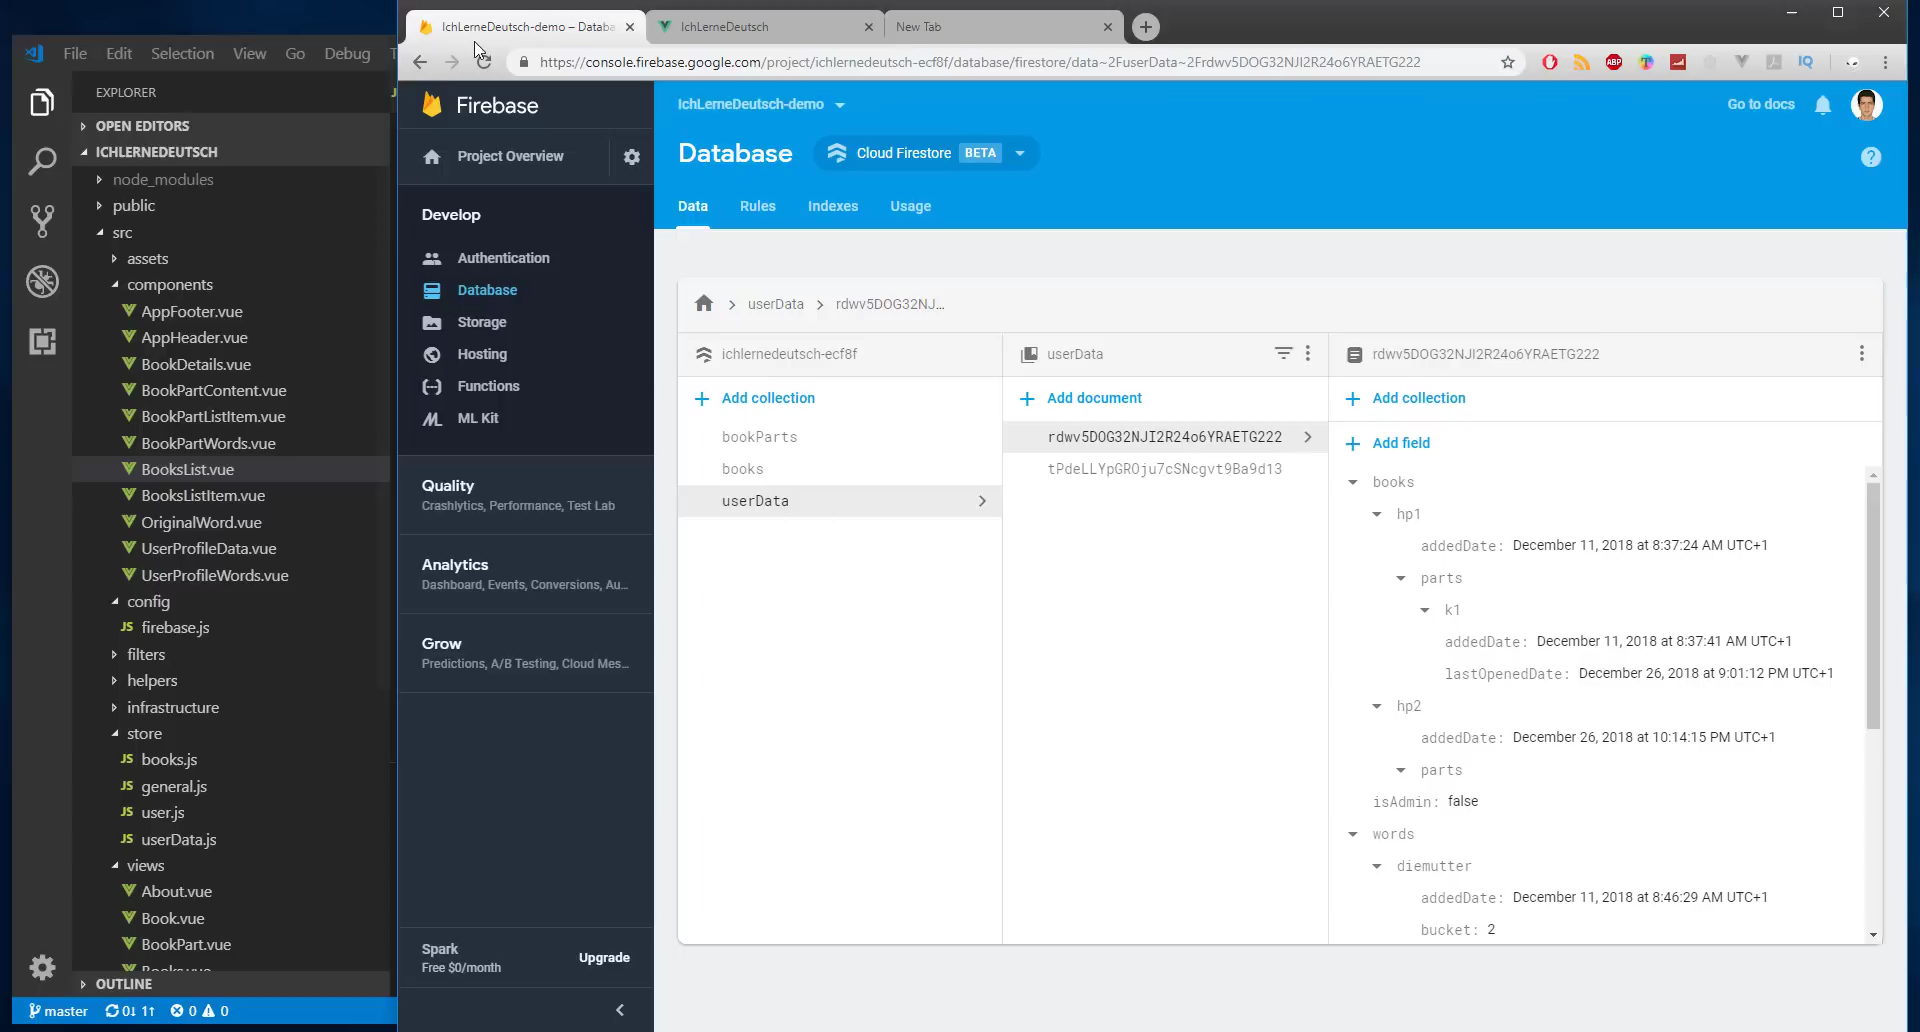 File Edit Selection View Go Debug
EXPLORER
OPEN EDITORS
ICHLERNEDEUTSCH
node_modules
public
src
assets
components
AppFooter.vue
AppHeader.vue
BookDetails.vue
BookPartContent.vue
BookPartListItem.vue
BookPartWords.vue
BooksList.vue
BooksListItem.vue
OriginalWord.vue
UserProfileData.vue
UserProfileWords.vue
config
JS firebase.js
filters
helpers
infrastructure
store
JS books.js
JS general.js
JS user.js
JS userData.js
views
About.vue
Book.vue
BookPart.vue
Books.vue
OUTLINE
master 0↓ 1↑ 0 0
IchLerneDeutsch-demo – Databa
IchLerneDeutsch
New Tab
https://console.firebase.google.com/project/ichlernedeutsch-ecf8f/database/firestore/data~2FuserData~2Frdwv5DOG32NJI2R24o6YRAETG222
ABP
IQ
Firebase
Project Overview
Develop
Authentication
Database
Storage
Hosting
Functions
ML Kit
Quality
Crashlytics, Performance, Test Lab
Analytics
Dashboard, Events, Conversions, Au...
Grow
Predictions, A/B Testing, Cloud Mes...
Spark
Free $0/month
Upgrade
IchLerneDeutsch-demo
Go to docs
Database
Cloud Firestore BETA
Data Rules Indexes Usage
userData rdwv5DOG32NJ...
ichlernedeutsch-ecf8f
Add collection
bookParts
books
userData
userData
Add document
rdwv5DOG32NJI2R24o6YRAETG222
tPdeLLYpGROju7cSNcgvt9Ba9d13
rdwv5DOG32NJI2R24o6YRAETG222
Add collection
Add field
books
hp1
addedDate: December 11, 2018 at 8:37:24 AM UTC+1
parts
k1
addedDate: December 11, 2018 at 8:37:41 AM UTC+1
lastOpenedDate: December 26, 2018 at 9:01:12 PM UTC+1
hp2
addedDate: December 26, 2018 at 10:14:15 PM UTC+1
parts
isAdmin: false
words
diemutter
addedDate: December 11, 2018 at 8:46:29 AM UTC+1
bucket: 2